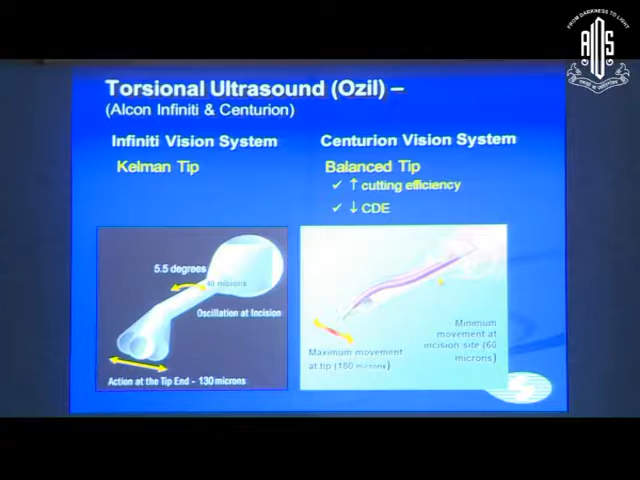 FROM DARKNESS TO LIGHT
AIOS
Torsional Ultrasound (Ozil) –
(Alcon Infiniti & Centurion)
Infiniti Vision System
Kelman Tip
Centurion Vision System
Balanced Tip
✓ ↑ cutting efficiency
✓ ↓ CDE
5.5 degrees
40 microns
Oscillation at Incision
Action at the Tip End - 130 microns
Maximum movement
at tip (180 microns)
Minimum
movement at
incision site (60
microns)